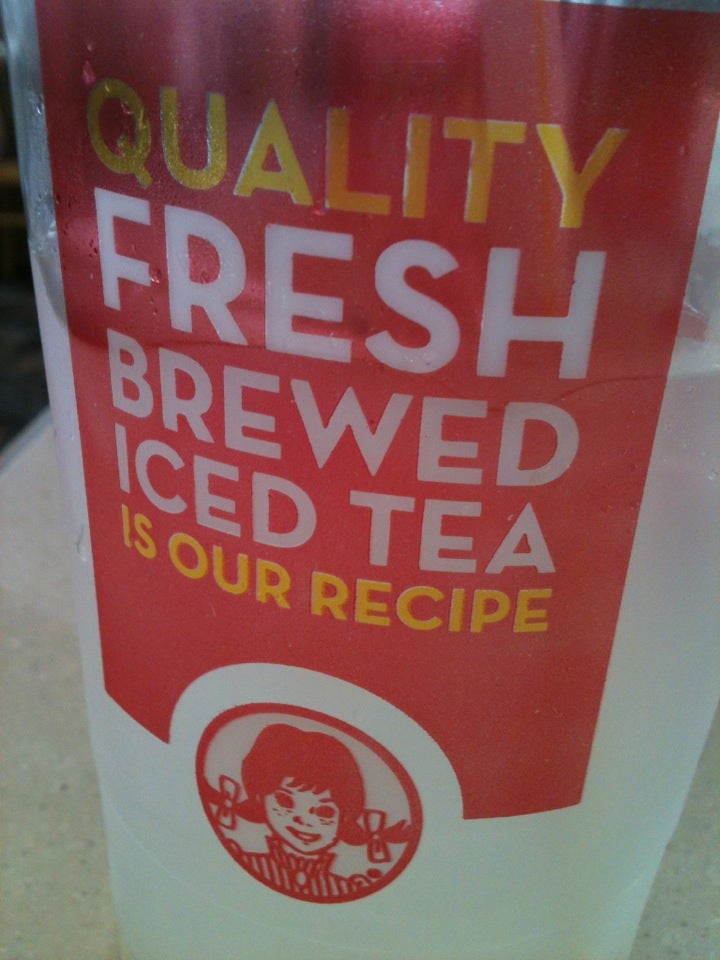 QUALITY
FRESH
BREWED
ICED TEA
IS OUR RECIPE